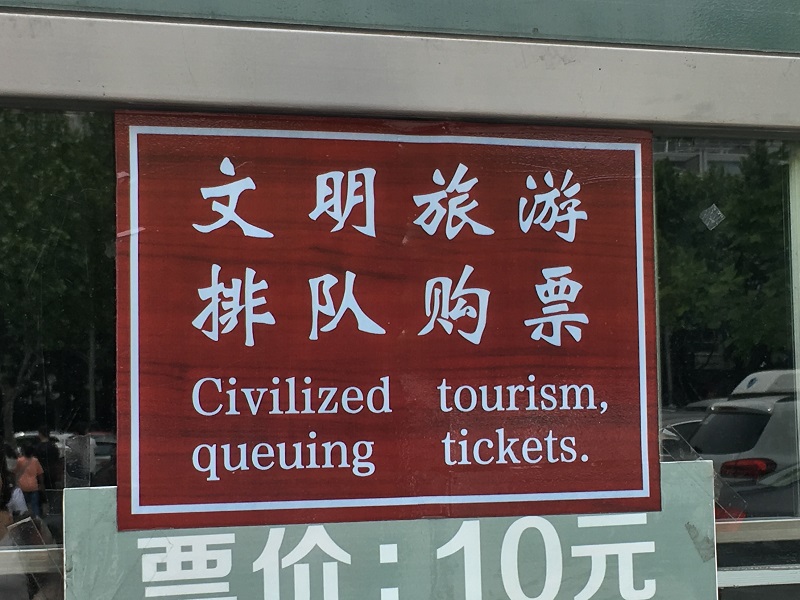 文明旅游
排队购票
Civilized tourism,
queuing tickets.
票价:10元